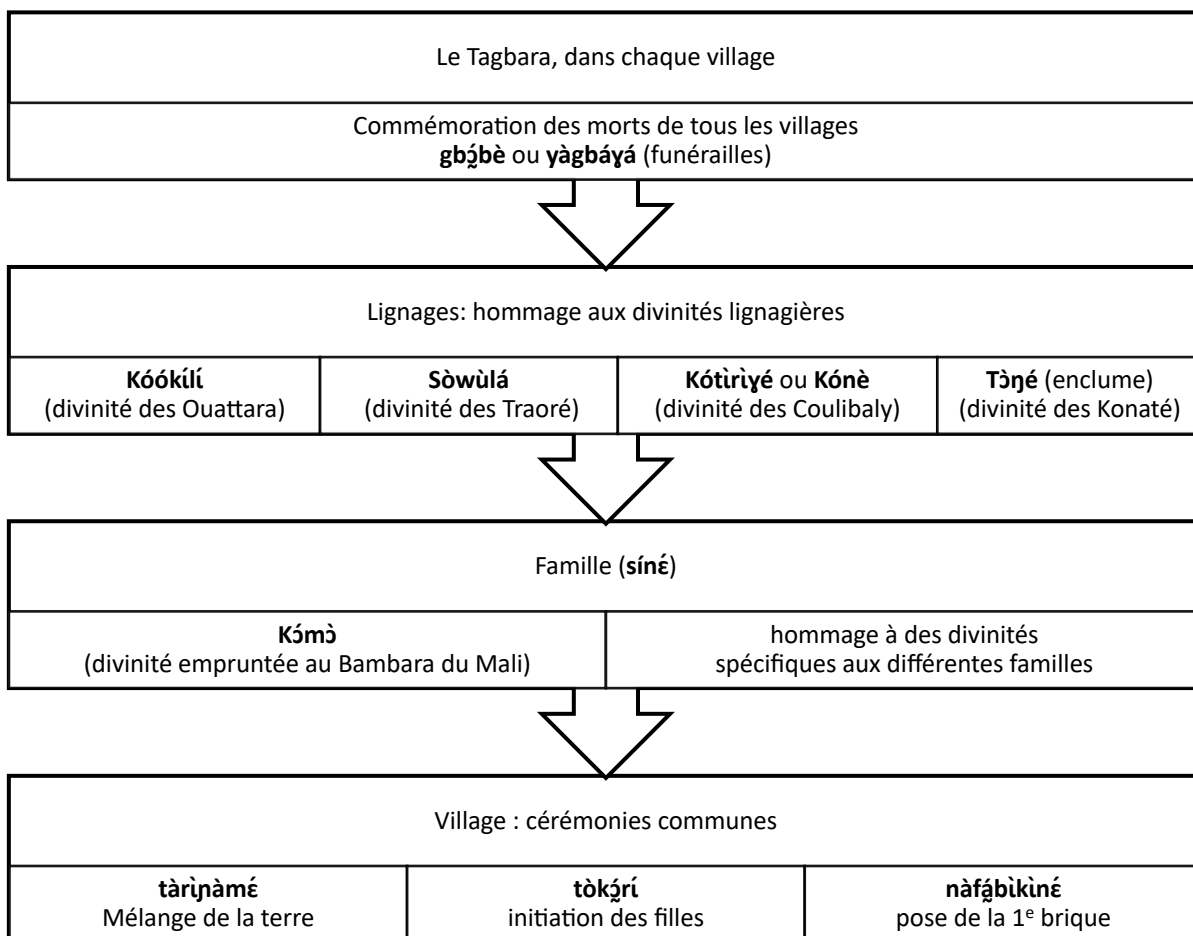 Le Tagbara, dans chaque village
Commémoration des morts de tous les villages
gbɔ̰́bè ou yàgbáɣá (funérailles)
Lignages: hommage aux divinités lignagières
Kóókílí
(divinité des Ouattara)
Sòwùlá
(divinité des Traoré)
Kótìrìɣé ou Kónè
(divinité des Coulibaly)
Tɔ̀ŋé (enclume)
(divinité des Konaté)
Famille (sínɛ́)
Kɔ́mɔ̀
(divinité empruntée au Bambara du Mali)
hommage à des divinités
spécifiques aux différentes familles
Village : cérémonies communes
tàrìɲàmɛ́
Mélange de la terre
tòkɔ̰́rí
initiation des filles
nàfá̰bìkìnɛ́
pose de la 1e brique